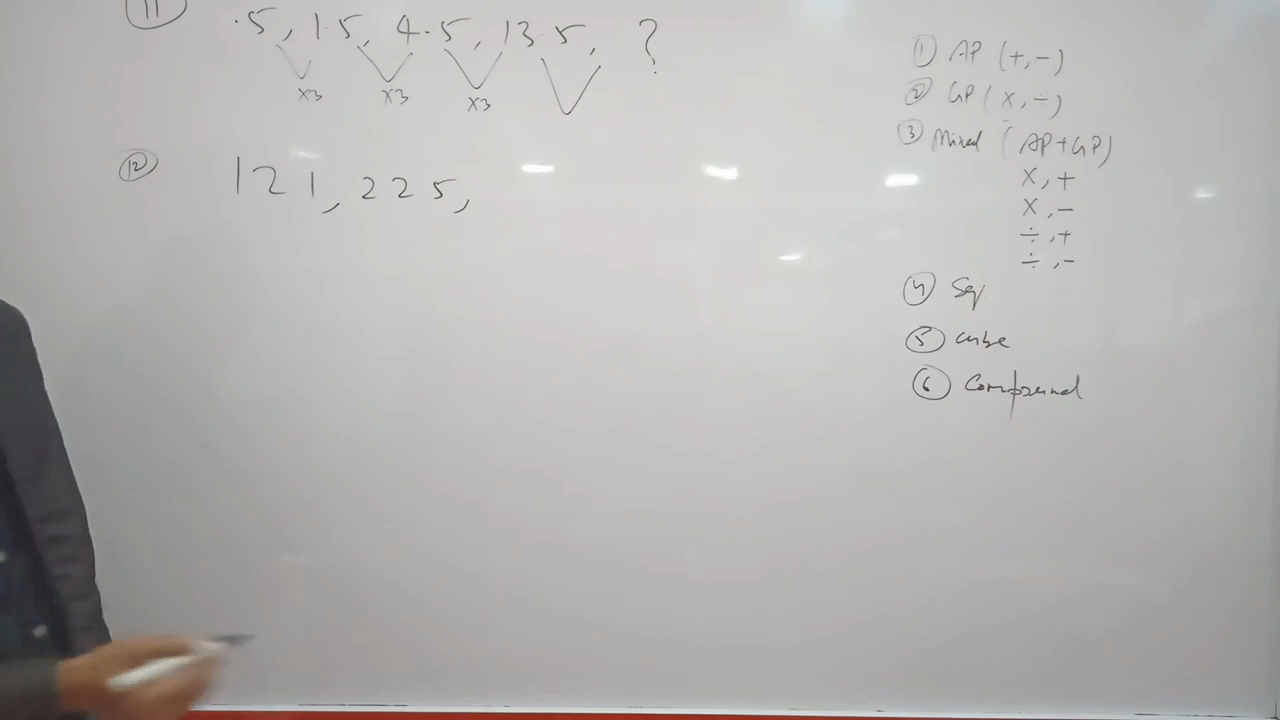 11 .5, 1.5, 4.5, 13.5, ?
x3 x3 x3
12 121, 225,
1 AP (+,-)
2 GP (x, ÷)
3 Mixed (AP+GP)
x, +
x, -
÷, +
÷, -
4 Sq
5 cube
6 Compound